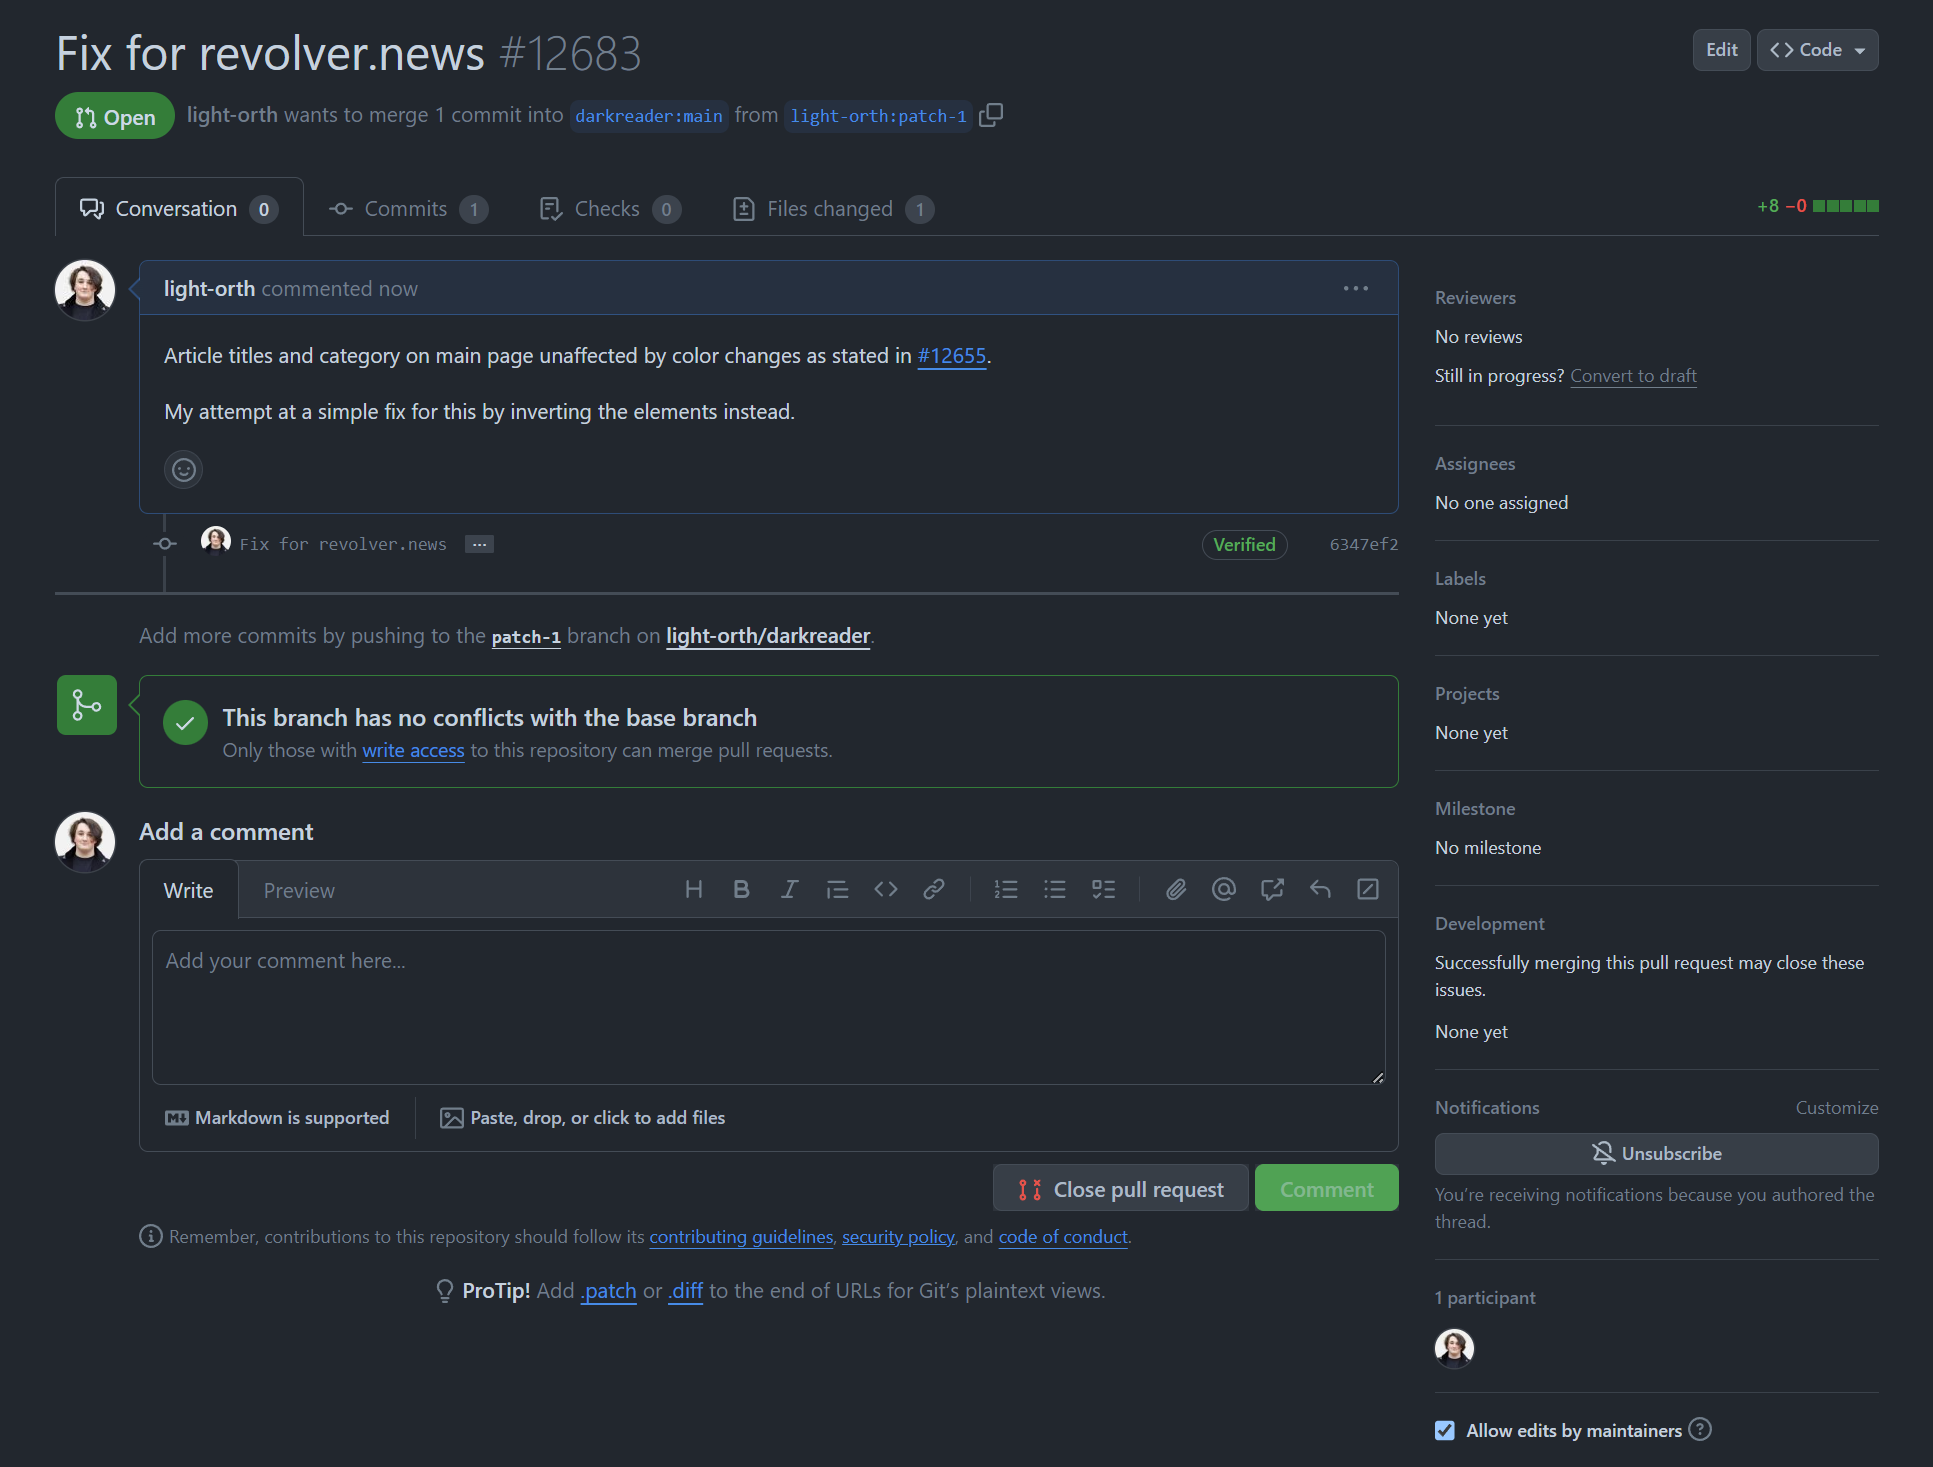 Fix for revolver.news #12683
Edit
Code
Open
light-orth wants to merge 1 commit into darkreader:main from light-orth:patch-1
Conversation 0
Commits 1
Checks 0
Files changed 1
+8 −0
light-orth commented now
Article titles and category on main page unaffected by color changes as stated in #12655.
My attempt at a simple fix for this by inverting the elements instead.
Fix for revolver.news ...
Verified
6347ef2
Add more commits by pushing to the patch-1 branch on light-orth/darkreader.
This branch has no conflicts with the base branch
Only those with write access to this repository can merge pull requests.
Add a comment
Write
Preview
Add your comment here...
Markdown is supported
Paste, drop, or click to add files
Close pull request
Comment
Remember, contributions to this repository should follow its contributing guidelines, security policy, and code of conduct.
ProTip! Add .patch or .diff to the end of URLs for Git’s plaintext views.
Reviewers
No reviews
Still in progress? Convert to draft
Assignees
No one assigned
Labels
None yet
Projects
None yet
Milestone
No milestone
Development
Successfully merging this pull request may close these
issues.
None yet
Notifications
Customize
Unsubscribe
You’re receiving notifications because you authored the
thread.
1 participant
Allow edits by maintainers